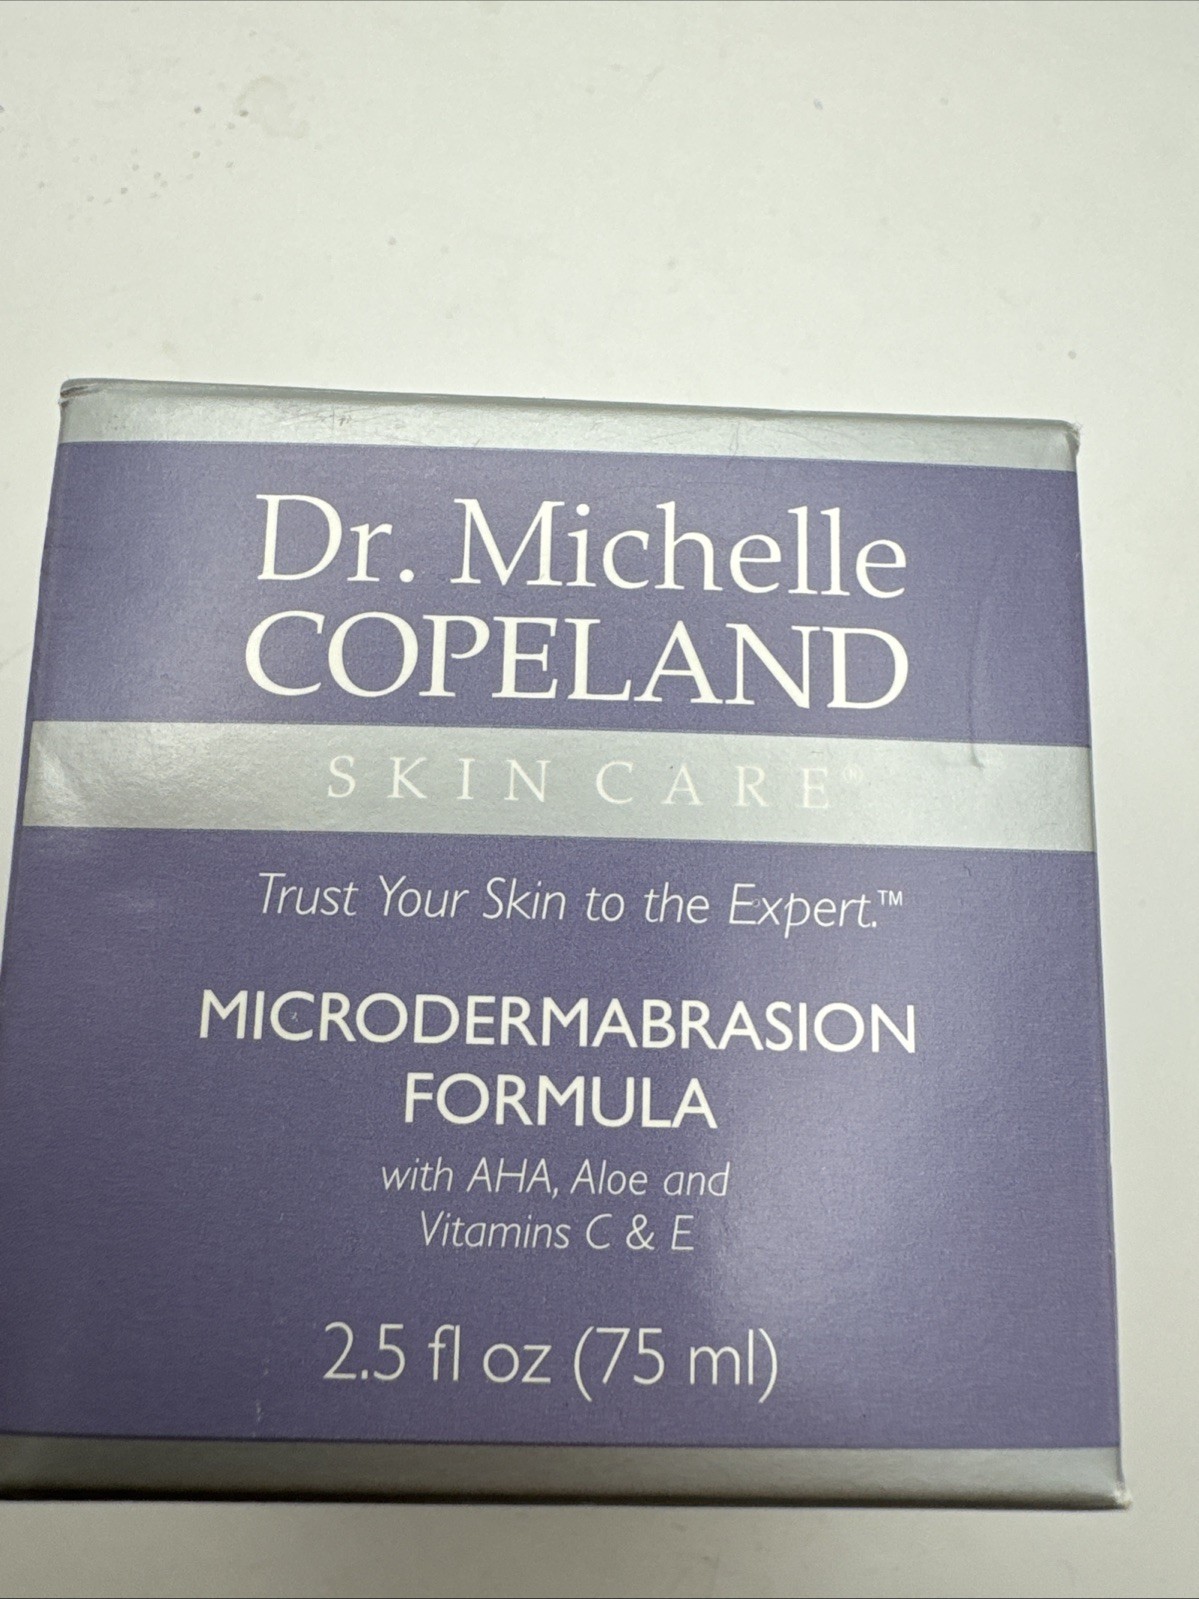 Dr. Michelle
COPELAND
SKIN CARE®
Trust Your Skin to the Expert.™
MICRODERMABRASION
FORMULA
with AHA, Aloe and
Vitamins C & E
2.5 fl oz (75 ml)